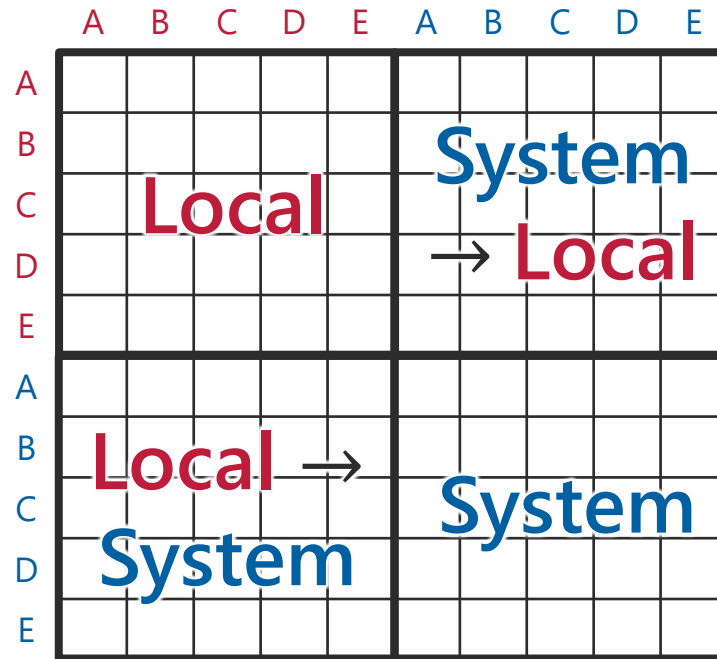 A B C D E A B C D E
A
B
C
D
E
Local
System
→ Local
A
B
C
D
E
Local →
System
System